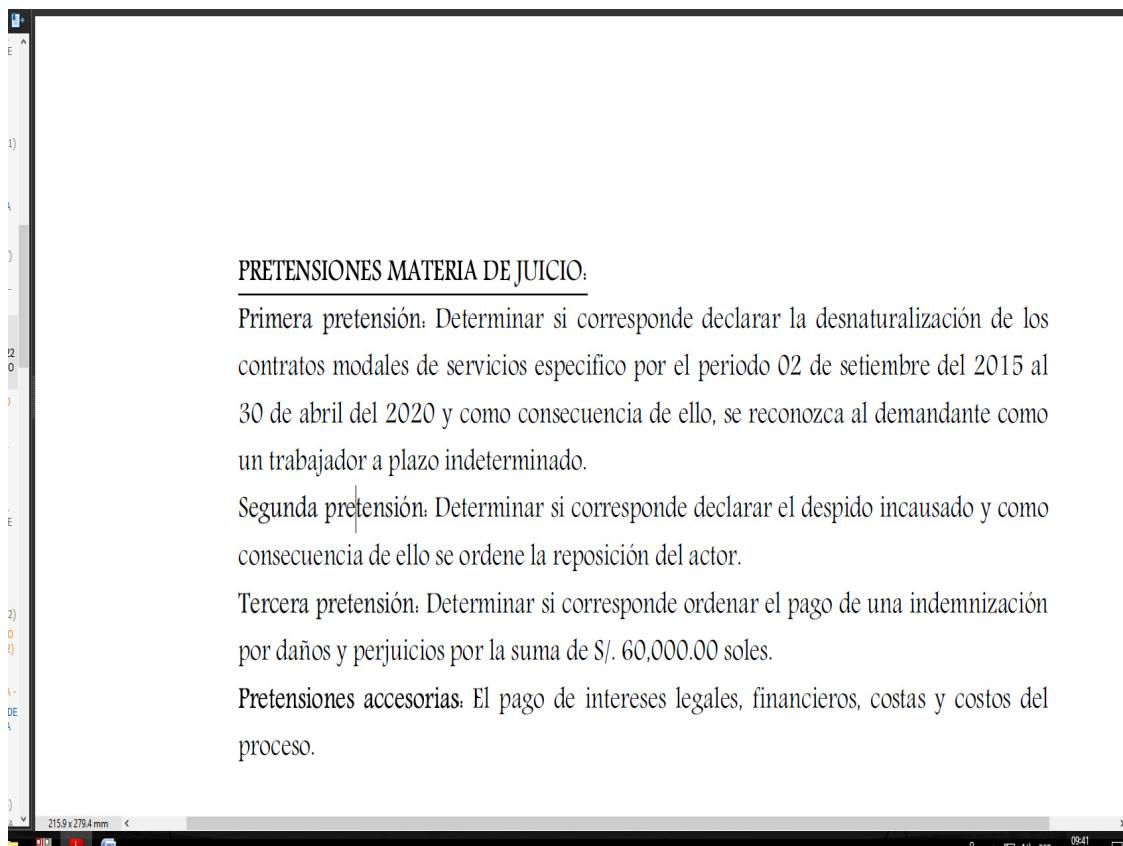 E
1)
A
)
-
22
O
)
E
2)
O
2)
A -
DE
A
)
PRETENSIONES MATERIA DE JUICIO:
Primera pretensión: Determinar si corresponde declarar la desnaturalización de los
contratos modales de servicios especifico por el periodo 02 de setiembre del 2015 al
30 de abril del 2020 y como consecuencia de ello, se reconozca al demandante como
un trabajador a plazo indeterminado.
Segunda pretensión: Determinar si corresponde declarar el despido incausado y como
consecuencia de ello se ordene la reposición del actor.
Tercera pretensión: Determinar si corresponde ordenar el pago de una indemnización
por daños y perjuicios por la suma de S/. 60,000.00 soles.
Pretensiones accesorias: El pago de intereses legales, financieros, costas y costos del
proceso.
215.9 x 279.4 mm
09:41